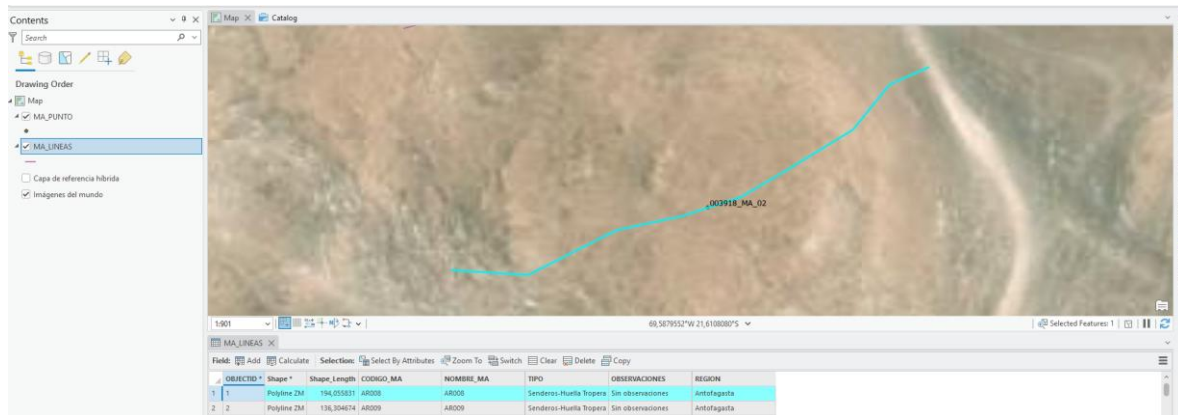 Contents
Search
Drawing Order
Map
MA_PUNTO
MA_LINEAS
Capa de referencia híbrida
Imágenes del mundo
Map Catalog
003918_MA_02
1:901
69,5879552°W 21,6108080°S
Selected Features: 1
MA_LINEAS
Field: Add Calculate Selection: Select By Attributes Zoom To Switch Clear Delete Copy
OBJECTID * Shape * Shape_Length CODIGO_MA NOMBRE_MA TIPO OBSERVACIONES REGION
1 1 Polyline ZM 194,055831 AR008 AR008 Senderos-Huella Tropera Sin observaciones Antofagasta
2 2 Polyline ZM 136,304674 AR009 AR009 Senderos-Huella Tropera Sin observaciones Antofagasta